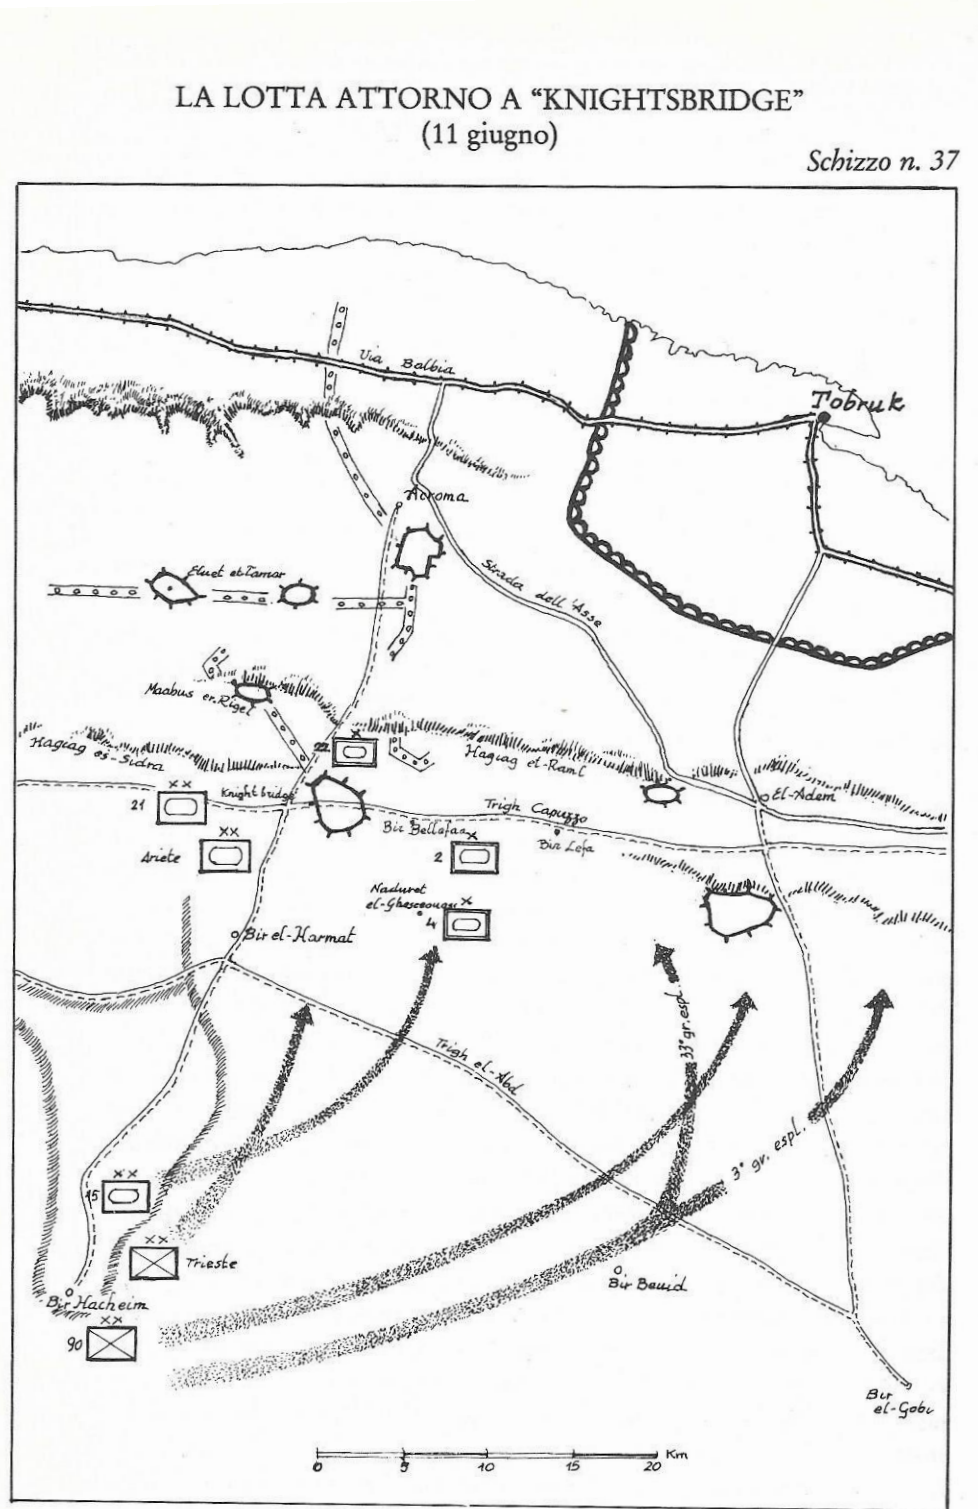 LA LOTTA ATTORNO A “KNIGHTSBRIDGE”
(11 giugno)
Schizzo n. 37
Via Balbia
Tobruk
Acroma
Eluet et-Tamar
Strada dell'Asse
Maabus er-Rigel
22
Hagiag es-Sidra
Hagiag et-Raml
21
Knightbridge
El-Adem
Trigh Capuzzo
Bir Bellafaa
Bir Lefa
Ariete
2
Naduret
el-Ghesceouasc
4
Bir el-Harmat
33° gr. espl.
Trigh el-Abd
3° gr. espl.
15
Trieste
Bir Beuid
Bir Hacheim
90
Bir
el-Gobi
Km
0 5 10 15 20